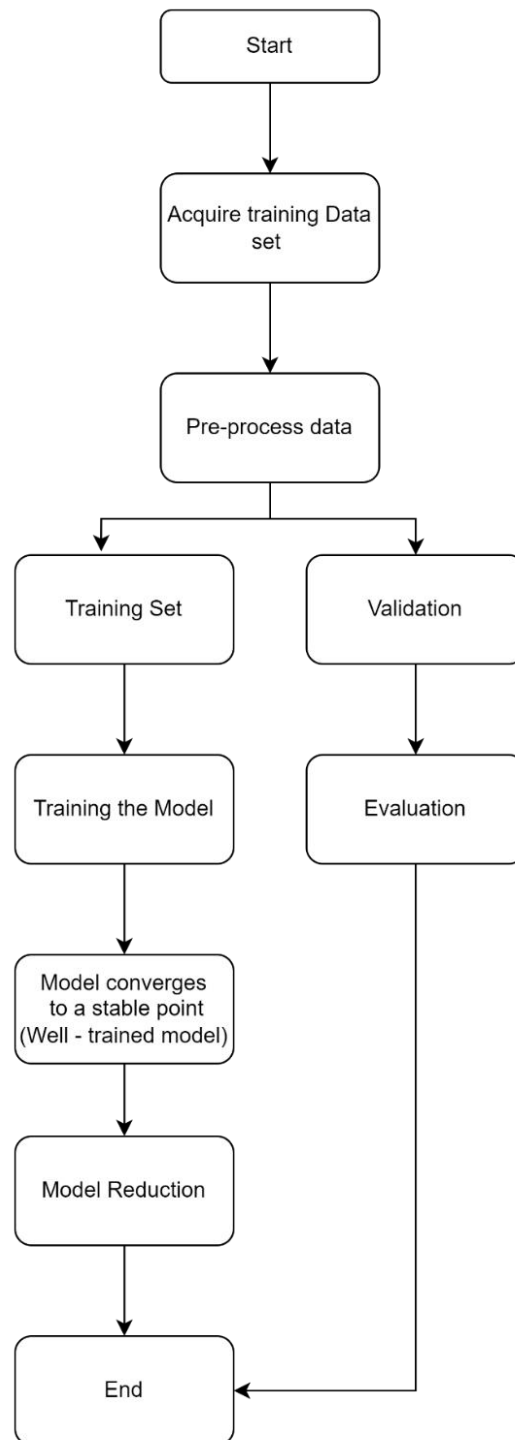 Start
Acquire training Data
set
Pre-process data
Training Set
Validation
Training the Model
Evaluation
Model converges
to a stable point
(Well - trained model)
Model Reduction
End